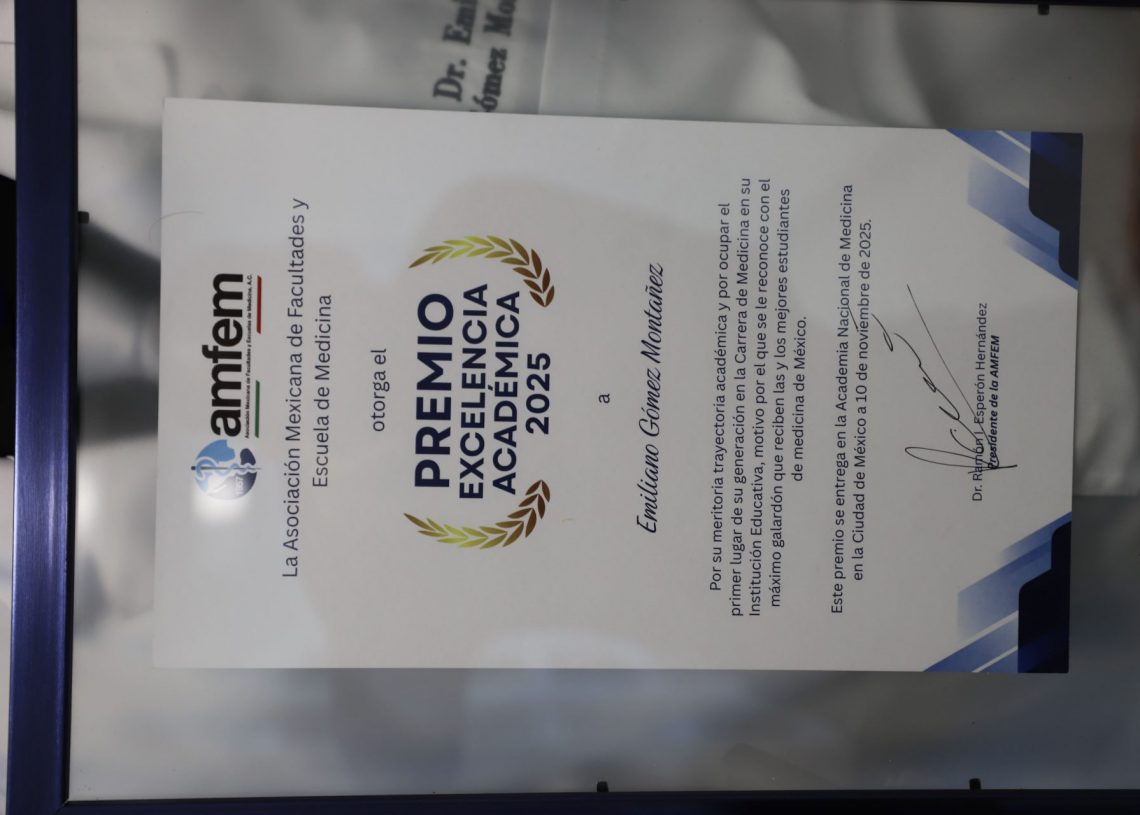 Dr. Emi
ómez Mo
amfem
Asociación Mexicana de Facultades y Escuelas de Medicina, A.C.
1957
La Asociación Mexicana de Facultades y
Escuela de Medicina
otorga el
PREMIO
EXCELENCIA
ACADÉMICA
2025
a
Emiliano Gómez Montañez
Por su meritoria trayectoria académica y por ocupar el
primer lugar de su generación en la Carrera de Medicina en su
Institución Educativa, motivo por el que se le reconoce con el
máximo galardón que reciben las y los mejores estudiantes
de medicina de México.
Este premio se entrega en la Academia Nacional de Medicina
en la Ciudad de México a 10 de noviembre de 2025.
Dr. Ramón I. Esperón Hernández
Presidente de la AMFEM